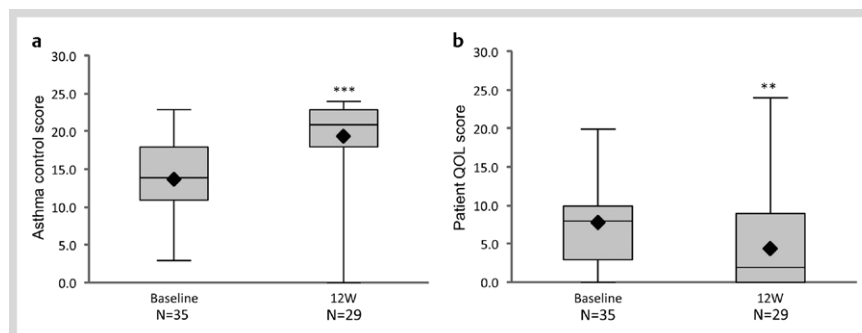 a
30.0
25.0
20.0
15.0
10.0
5.0
0.0
Asthma control score
***
Baseline
N=35
12W
N=29
b
30.0
25.0
20.0
15.0
10.0
5.0
0.0
Patient QOL score
**
Baseline
N=35
12W
N=29